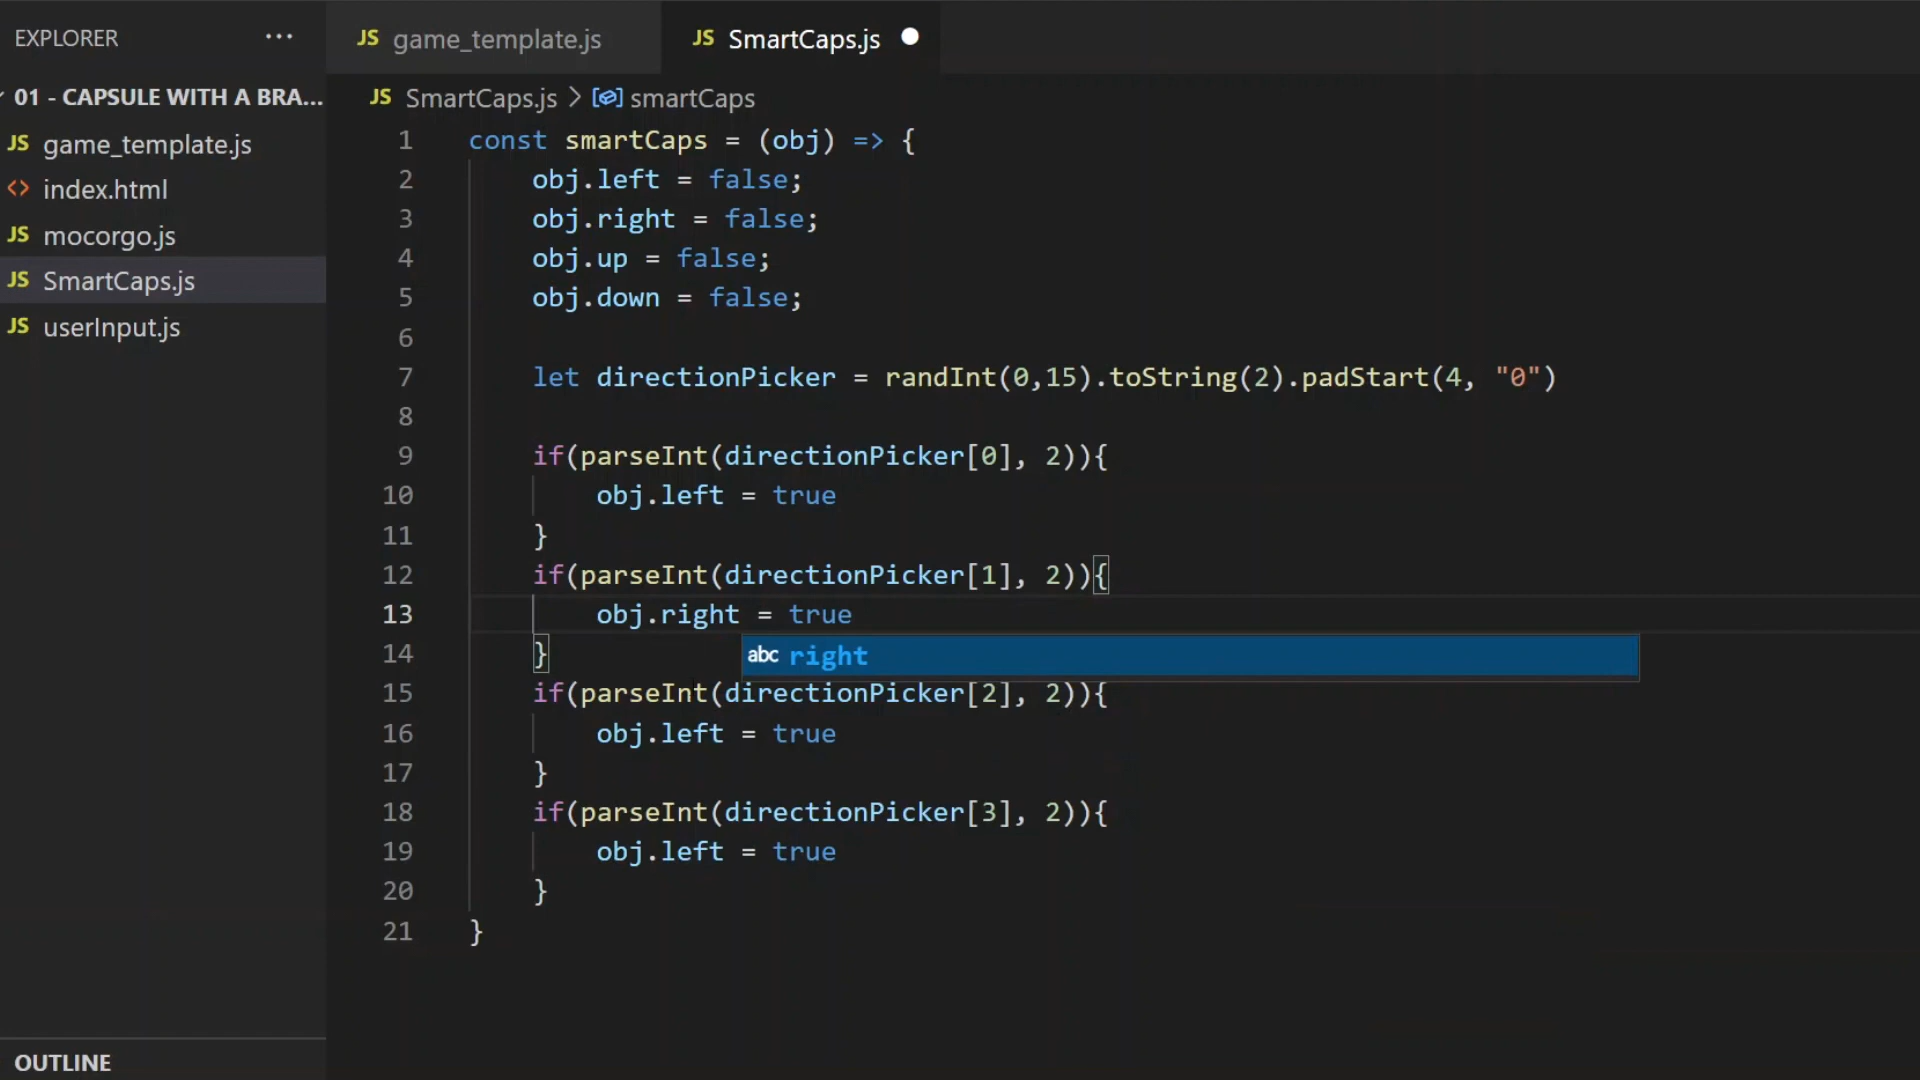 EXPLORER ···
JS game_template.js
JS SmartCaps.js
01 - CAPSULE WITH A BRA...
JS game_template.js
<> index.html
JS mocorgo.js
JS SmartCaps.js
JS userInput.js
OUTLINE
JS SmartCaps.js > smartCaps
1 const smartCaps = (obj) => {
2     obj.left = false;
3     obj.right = false;
4     obj.up = false;
5     obj.down = false;
6
7     let directionPicker = randInt(0,15).toString(2).padStart(4, "0")
8
9     if(parseInt(directionPicker[0], 2)){
10         obj.left = true
11     }
12     if(parseInt(directionPicker[1], 2)){
13         obj.right = true
14     }
abc right
15     if(parseInt(directionPicker[2], 2)){
16         obj.left = true
17     }
18     if(parseInt(directionPicker[3], 2)){
19         obj.left = true
20     }
21 }